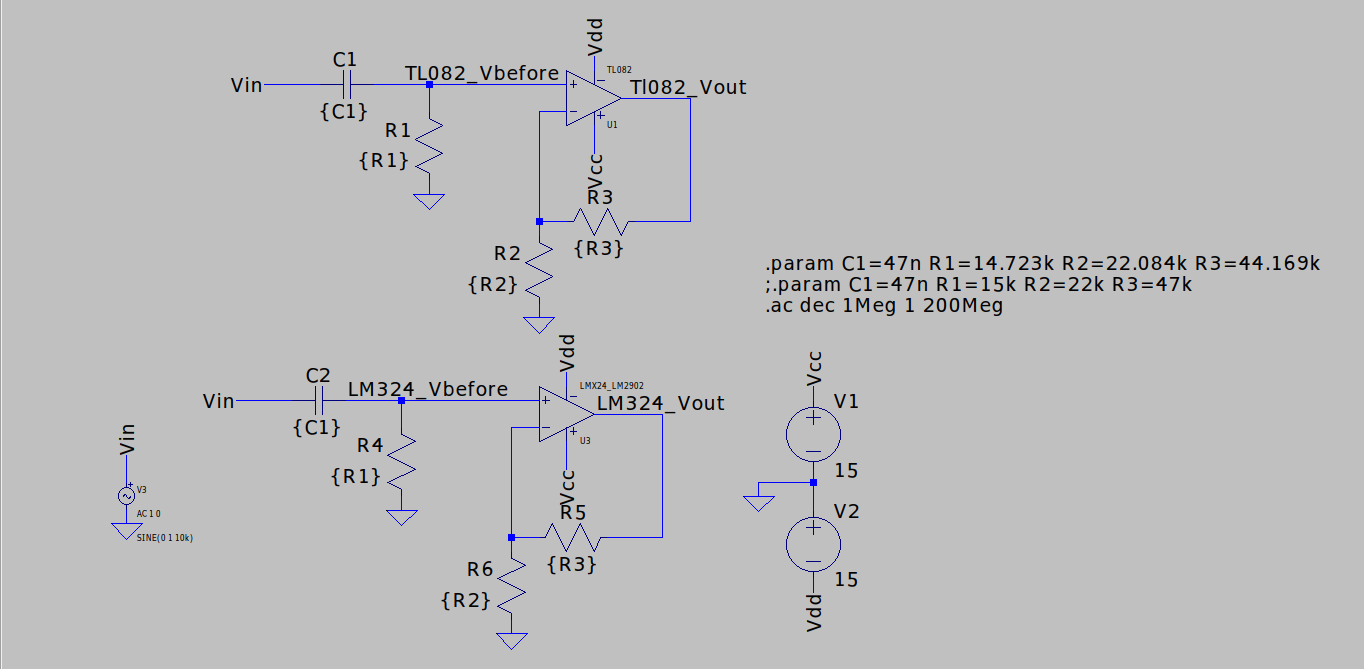 Vdd
C1
TL082_Vbefore
TL082
Vin
Tl082_Vout
{C1}
R1
U1
{R1}
Vcc
R3
R2
{R3}
{R2}
.param C1=47n R1=14.723k R2=22.084k R3=44.169k
;.param C1=47n R1=15k R2=22k R3=47k
.ac dec 1Meg 1 200Meg
Vdd
C2
LM324_Vbefore
LMX24_LM2902
Vin
LM324_Vout
{C1}
R4
U3
{R1}
Vcc
R5
R6
{R3}
{R2}
Vin
V3
AC 1 0
SINE(0 1 10k)
Vcc
V1
15
V2
15
Vdd